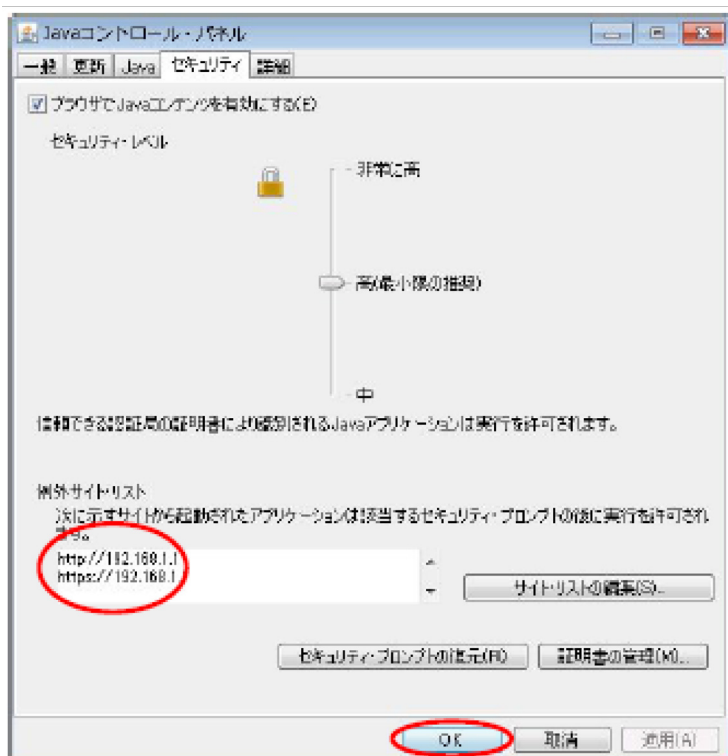 Javaコントロール・パネル
一般 更新 Java セキュリティ 詳細
ブラウザでJavaコンテンツを有効にする(E)
セキュリティ・レベル
非常に高
高(最小限の推奨)
中
信頼できる認証局の証明書により識別されるJavaアプリケーションは実行を許可されます。
例外サイト・リスト
次に示すサイトから起動されたアプリケーションは該当するセキュリティ・プロンプトの後に実行を許可され
ます。
http://192.168.1.1
https://192.168.1.
サイト・リストの編集(S)...
セキュリティ・プロンプトの復元(R) 証明書の管理(M)...
OK 取消 適用(A)